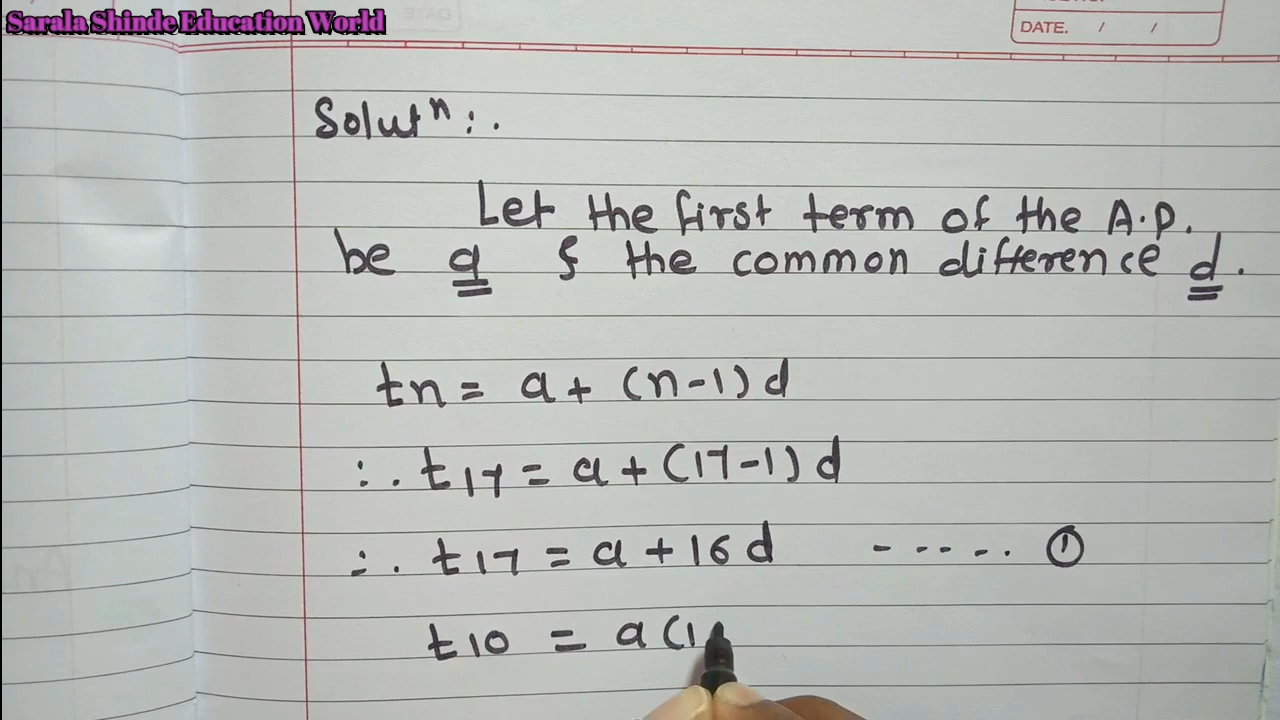 Sarala Shinde Education World
DATE. / /
Solutⁿ:.
Let the first term of the A.P.
be a & the common difference d.
tn = a + (n-1) d
∴ t17 = a + (17-1) d
∴ t17 = a + 16 d ----- ①
t10 = a (1